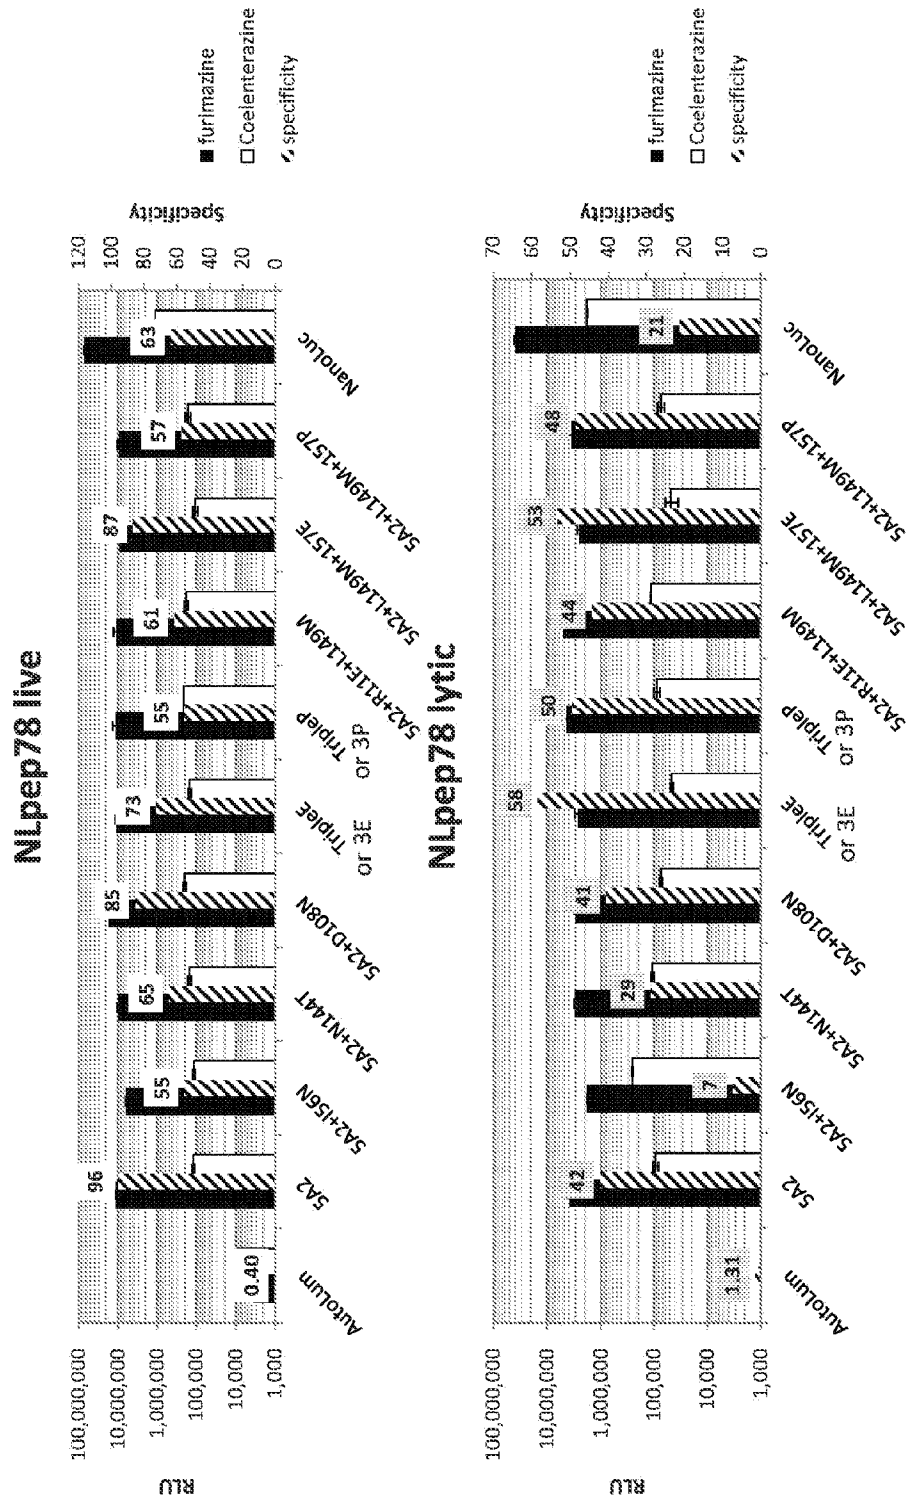 NLpep78 live
RLU
100,000,000
10,000,000
1,000,000
100,000
10,000
1,000
0.40
96
55
65
85
73
55
61
87
57
63
120
100
80
60
40
20
0
Specificity
furimazine
Coelenterazine
specificity
AutoLum
5A2
5A2+I56N
5A2+N144T
5A2+D108N
TripleE
or 3E
TripleP
or 3P
5A2+R11E+L149M
5A2+L149M+157E
5A2+L149M+157P
NanoLuc
NLpep78 lytic
RLU
100,000,000
10,000,000
1,000,000
100,000
10,000
1,000
1.31
42
7
29
41
58
50
44
53
48
21
70
60
50
40
30
20
10
0
Specificity
furimazine
Coelenterazine
specificity
AutoLum
5A2
5A2+I56N
5A2+N144T
5A2+D108N
TripleE
or 3E
TripleP
or 3P
5A2+R11E+L149M
5A2+L149M+157E
5A2+L149M+157P
NanoLuc